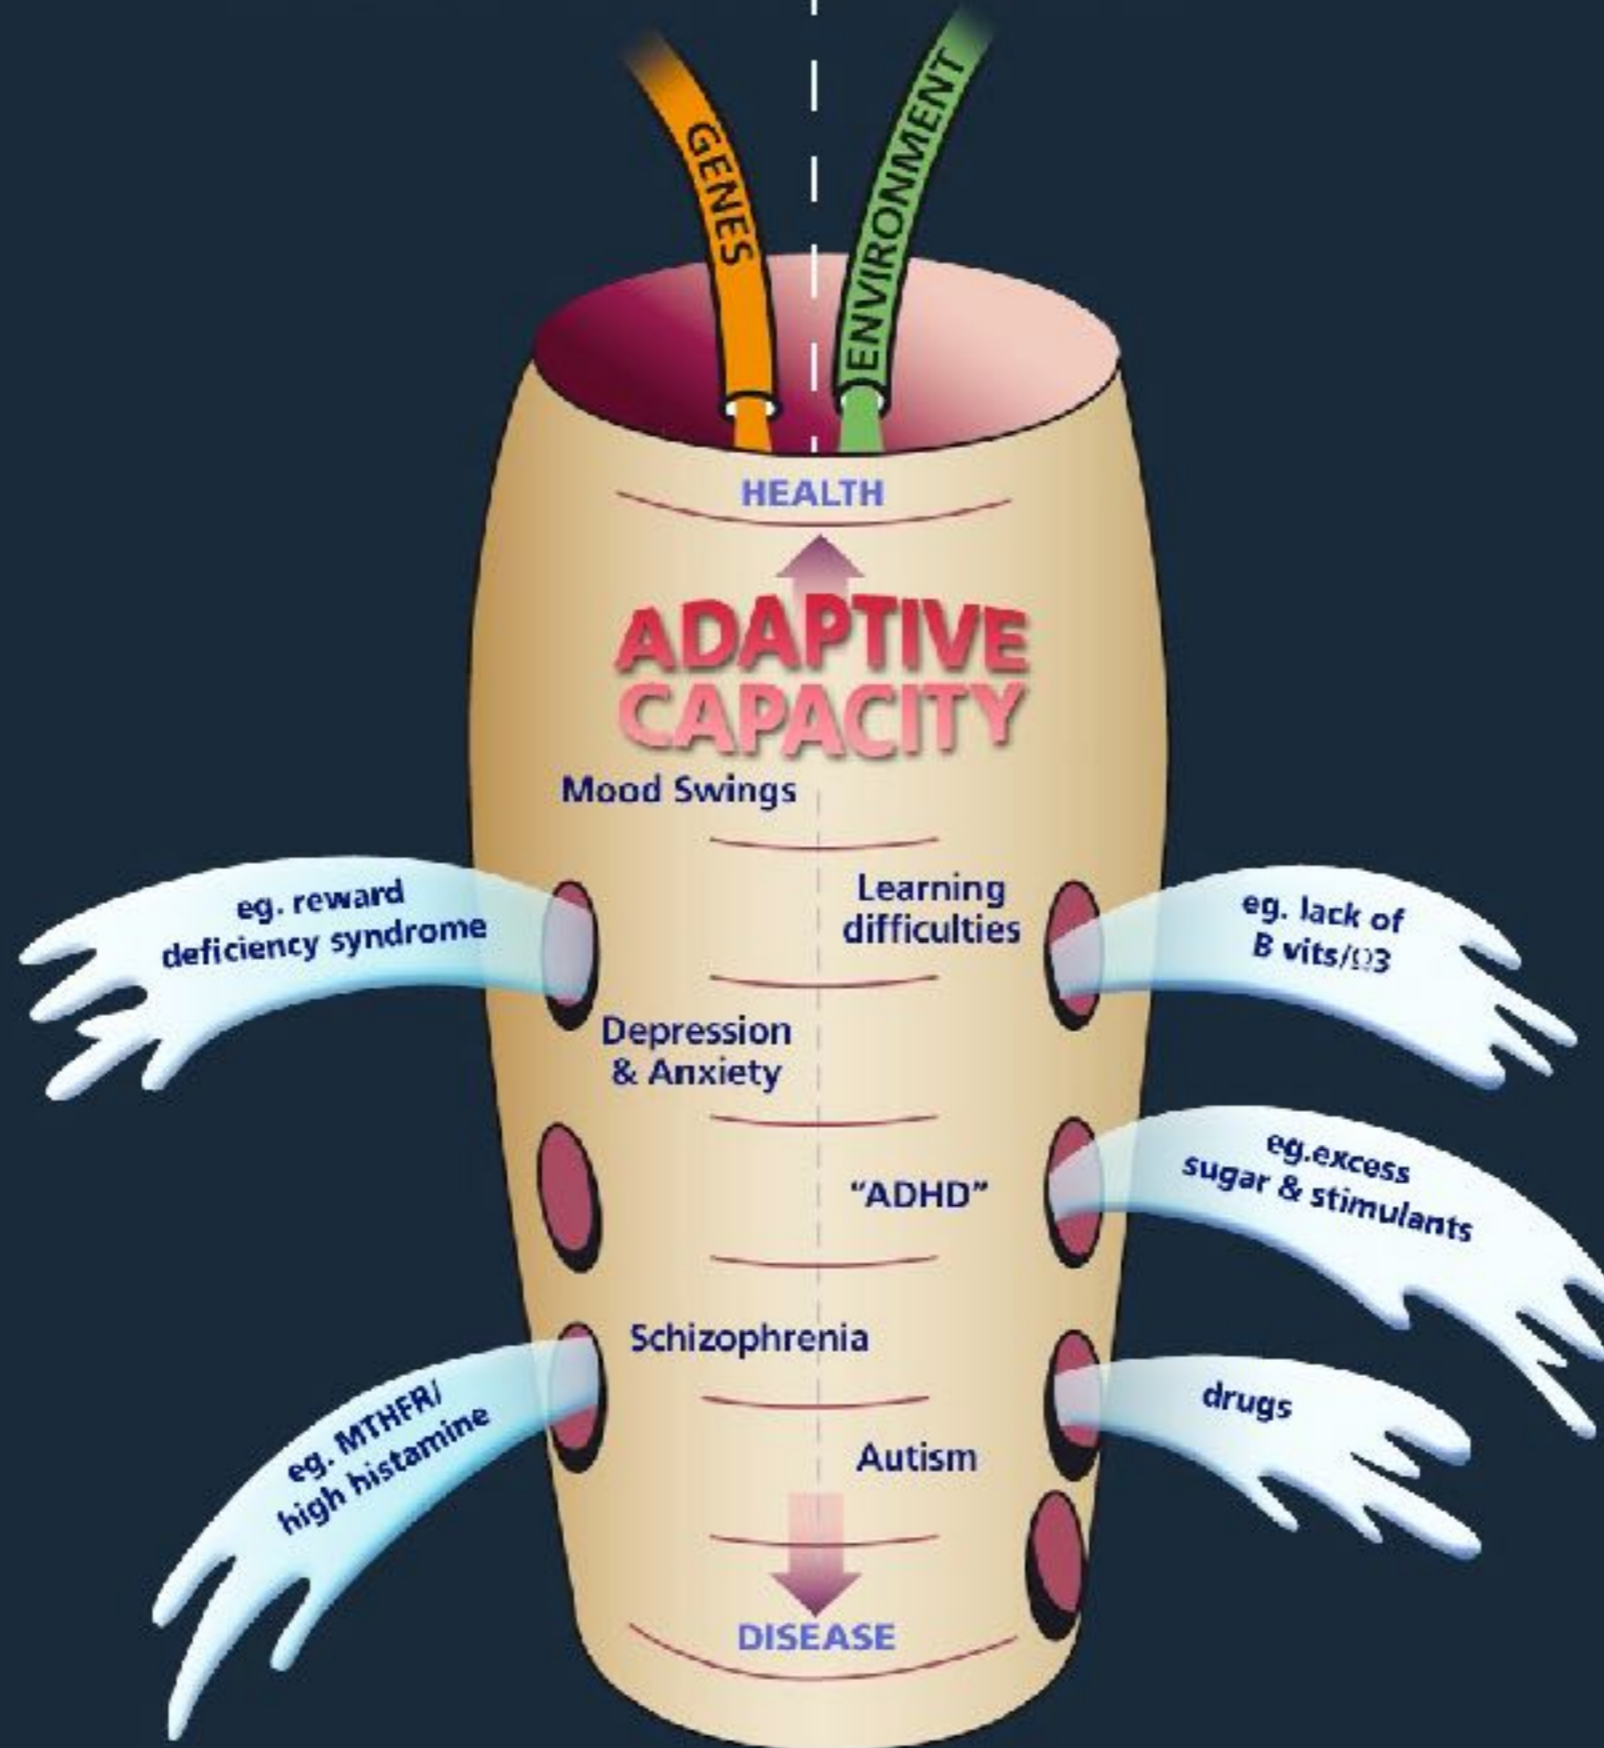 GENES
ENVIRONMENT
HEALTH
ADAPTIVE
CAPACITY
Mood Swings
eg. reward
deficiency syndrome
Learning
difficulties
eg. lack of
B vits/Ω3
Depression
& Anxiety
eg.excess
sugar & stimulants
“ADHD”
Schizophrenia
eg. MTHFR/
high histamine
drugs
Autism
DISEASE